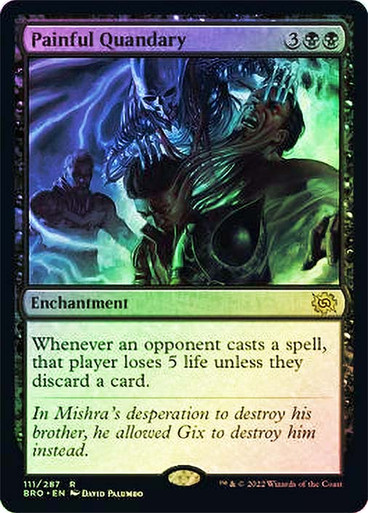 Painful Quandary 3
Enchantment
Whenever an opponent casts a spell,
that player loses 5 life unless they
discard a card.
In Mishra's desperation to destroy his
brother, he allowed Gix to destroy him
instead.
111/287 R
BRO • EN DAVID PALUMBO
™ & © 2022 Wizards of the Coast